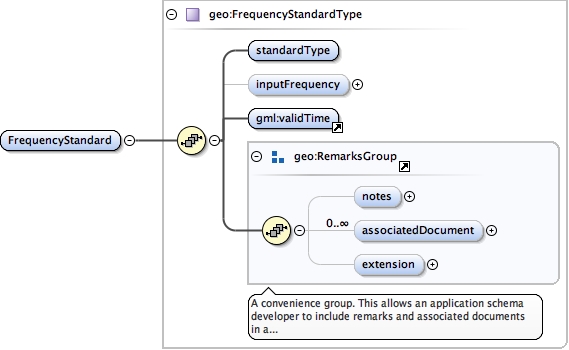 geo:FrequencyStandardType
standardType
inputFrequency
gml:validTime
FrequencyStandard
geo:RemarksGroup
notes
0..∞
associatedDocument
extension
A convenience group. This allows an application schema
developer to include remarks and associated documents
in a...